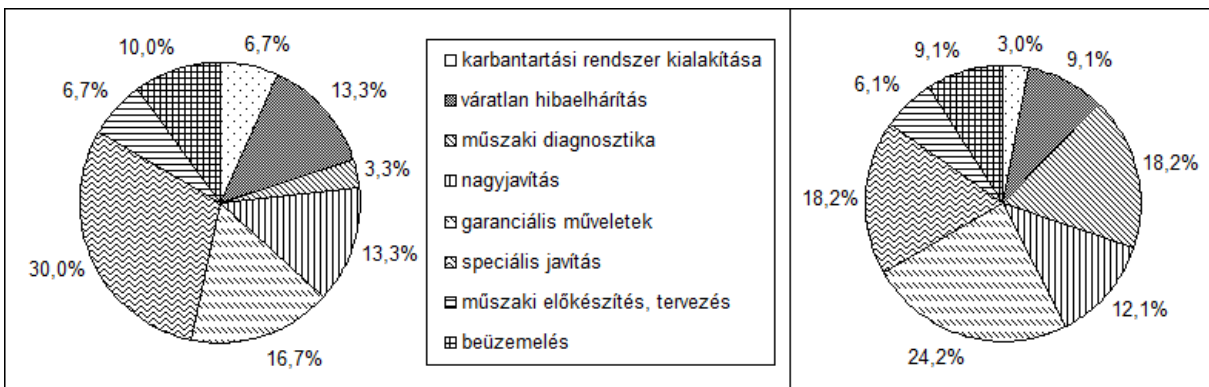 10,0%
6,7%
6,7%
13,3%
3,3%
13,3%
30,0%
16,7%
karbantartási rendszer kialakítása
váratlan hibaelhárítás
műszaki diagnosztika
nagyjavítás
garanciális műveletek
speciális javítás
műszaki előkészítés, tervezés
beüzemelés
9,1%
3,0%
9,1%
6,1%
18,2%
18,2%
12,1%
24,2%